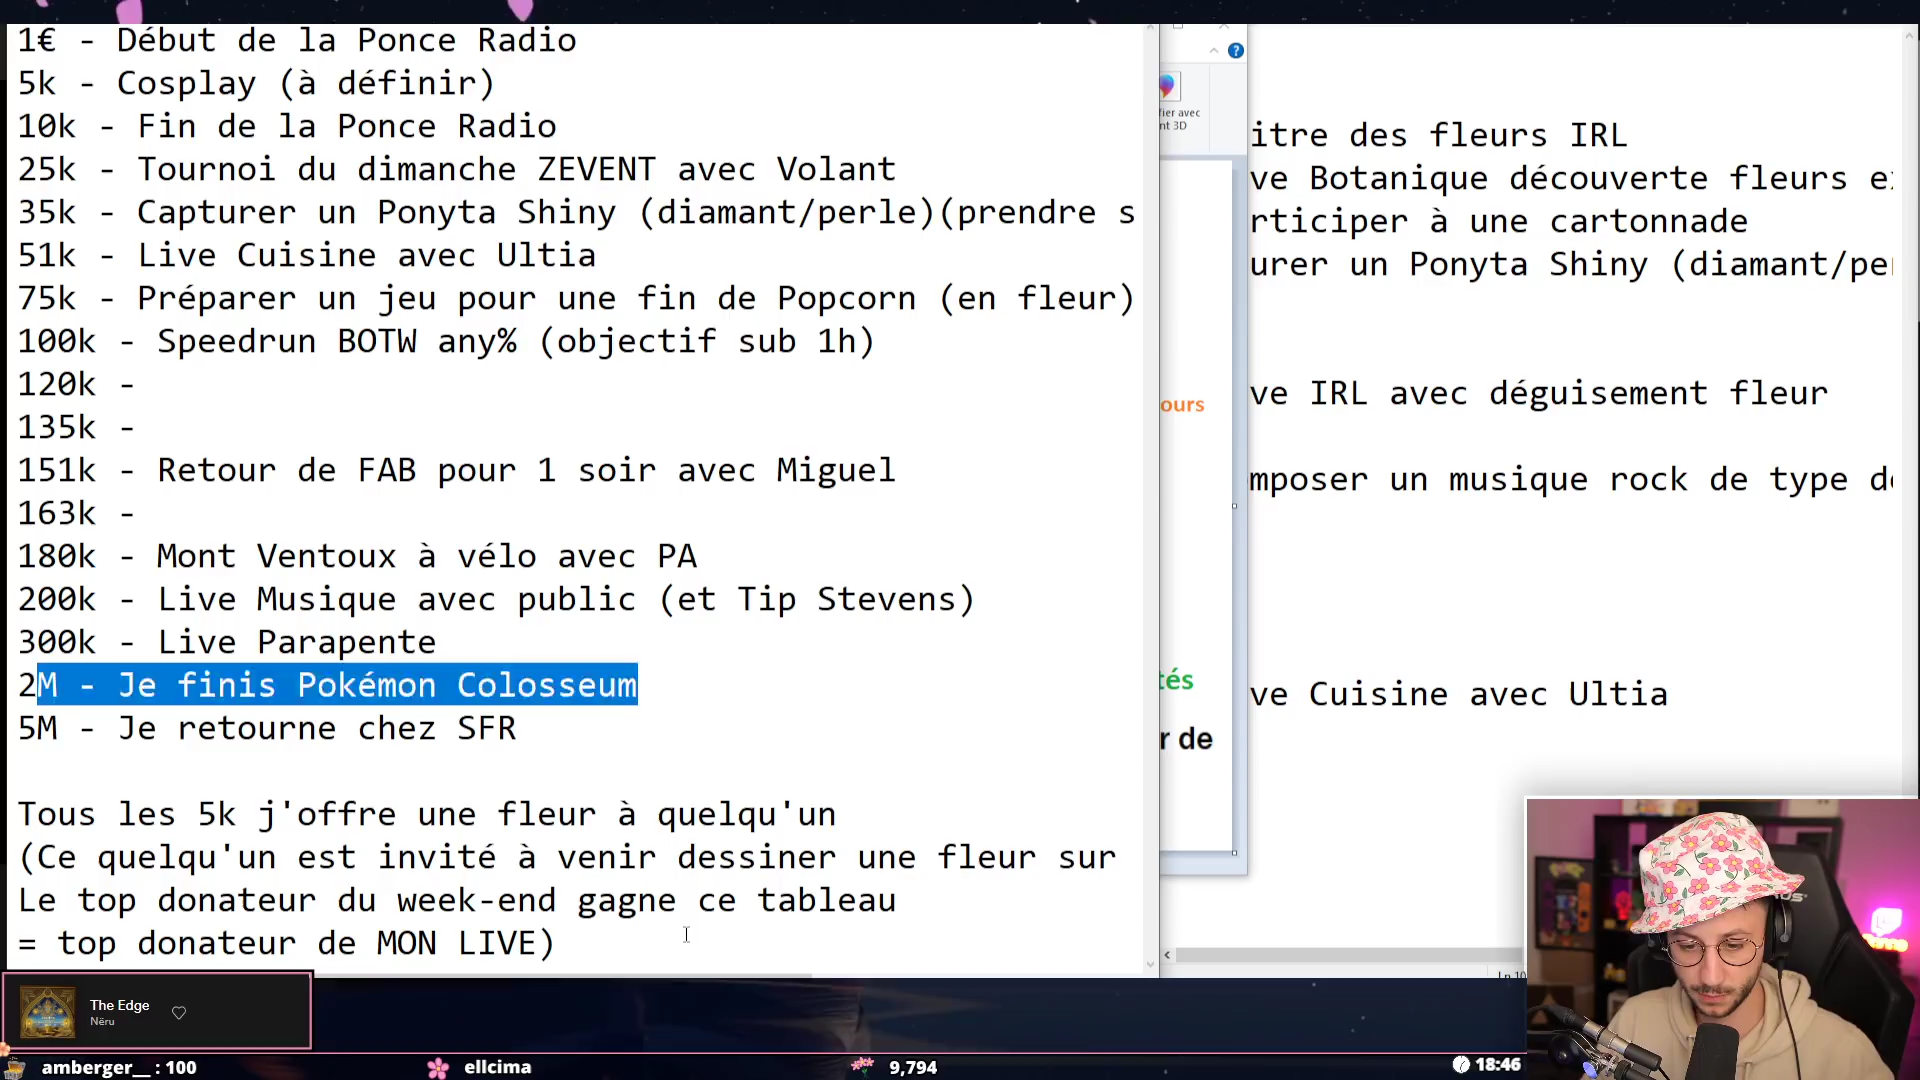 1€ - Début de la Ponce Radio
5k - Cosplay (à définir)
10k - Fin de la Ponce Radio
25k - Tournoi du dimanche ZEVENT avec Volant
35k - Capturer un Ponyta Shiny (diamant/perle)(prendre s
51k - Live Cuisine avec Ultia
75k - Préparer un jeu pour une fin de Popcorn (en fleur)
100k - Speedrun BOTW any% (objectif sub 1h)
120k -
135k -
151k - Retour de FAB pour 1 soir avec Miguel
163k -
180k - Mont Ventoux à vélo avec PA
200k - Live Musique avec public (et Tip Stevens)
300k - Live Parapente
2M - Je finis Pokémon Colosseum
5M - Je retourne chez SFR
Tous les 5k j'offre une fleur à quelqu'un
(Ce quelqu'un est invité à venir dessiner une fleur sur
Le top donateur du week-end gagne ce tableau
= top donateur de MON LIVE)
fier avec
nt 3D
ours
tés
r de
itre des fleurs IRL
ve Botanique découverte fleurs ex
rticiper à une cartonnade
urer un Ponyta Shiny (diamant/per
ve IRL avec déguisement fleur
mposer un musique rock de type de
ve Cuisine avec Ultia
The Edge
Nëru
amberger__ : 100
ellcima
9,794
18:46